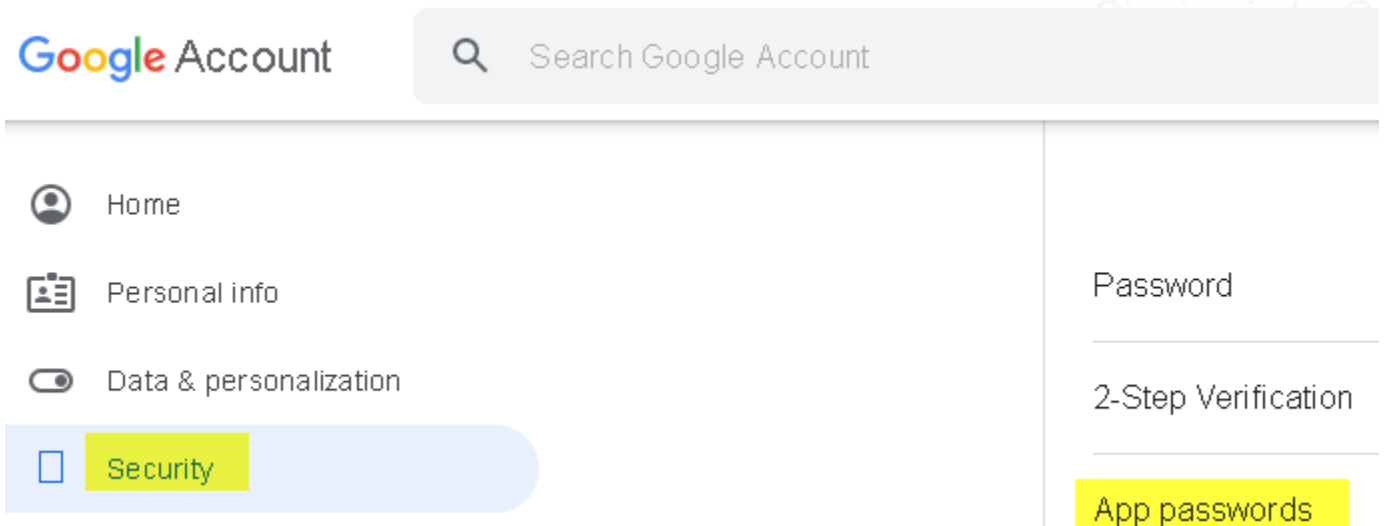 Google Account
Search Google Account
Home
Personal info
Data & personalization
Security
Password
2-Step Verification
App passwords